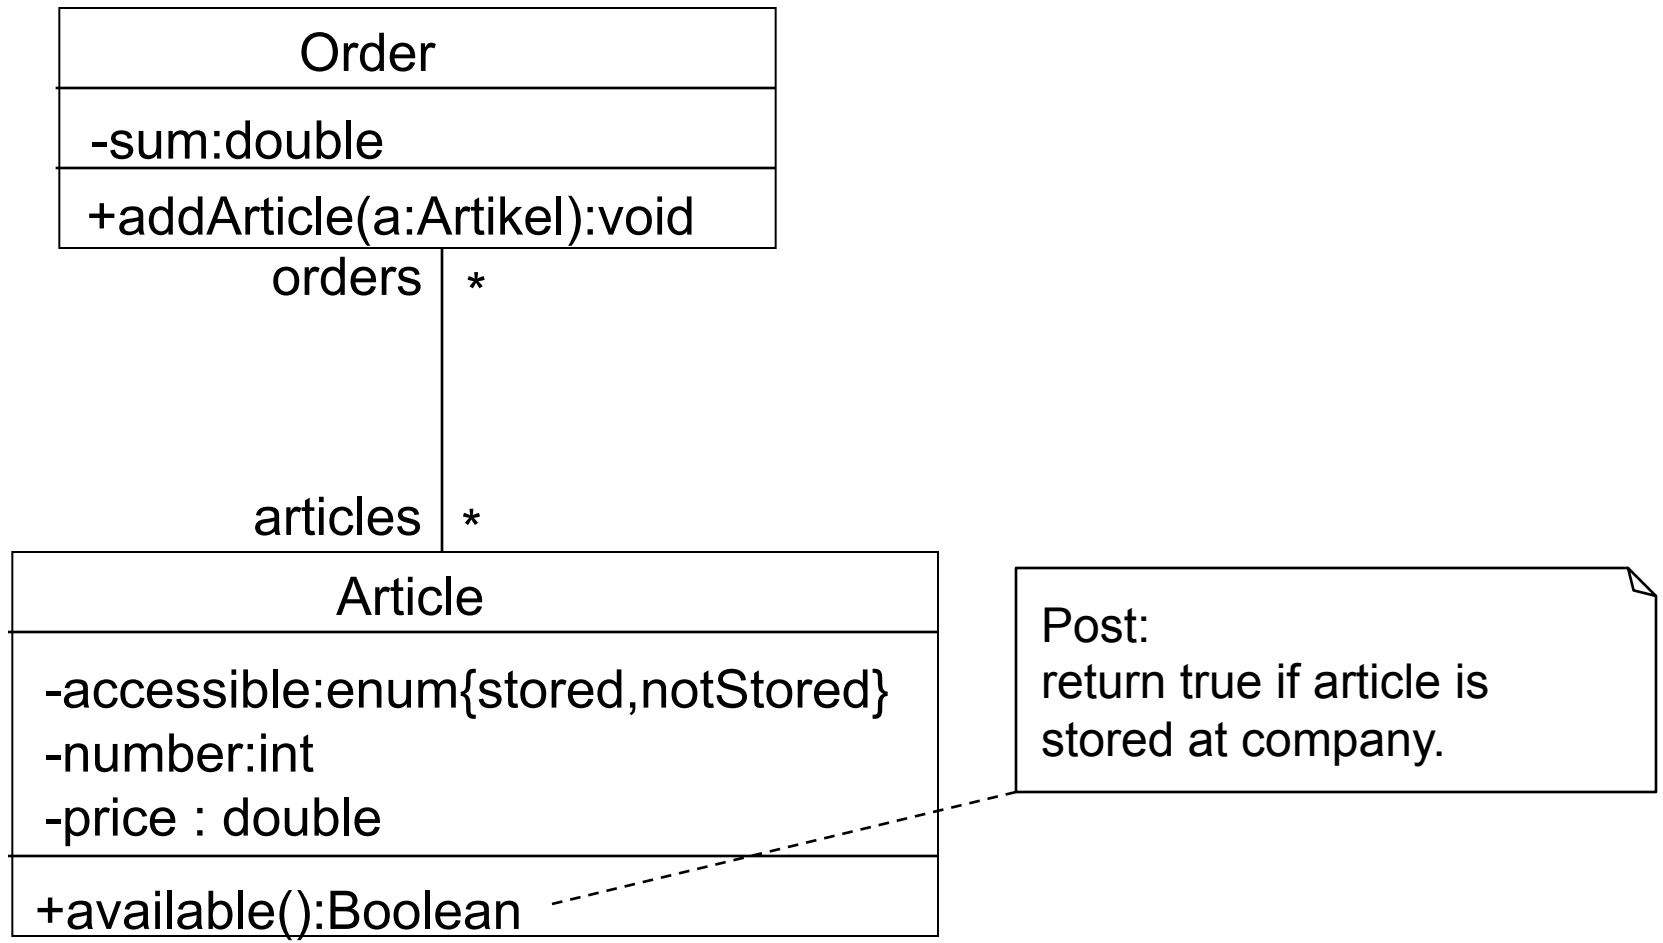 Order
-sum:double
+addArticle(a:Artikel):void
orders *
articles *
Article
-accessible:enum{stored,notStored}
-number:int
-price : double
+available():Boolean
Post:
return true if article is
stored at company.